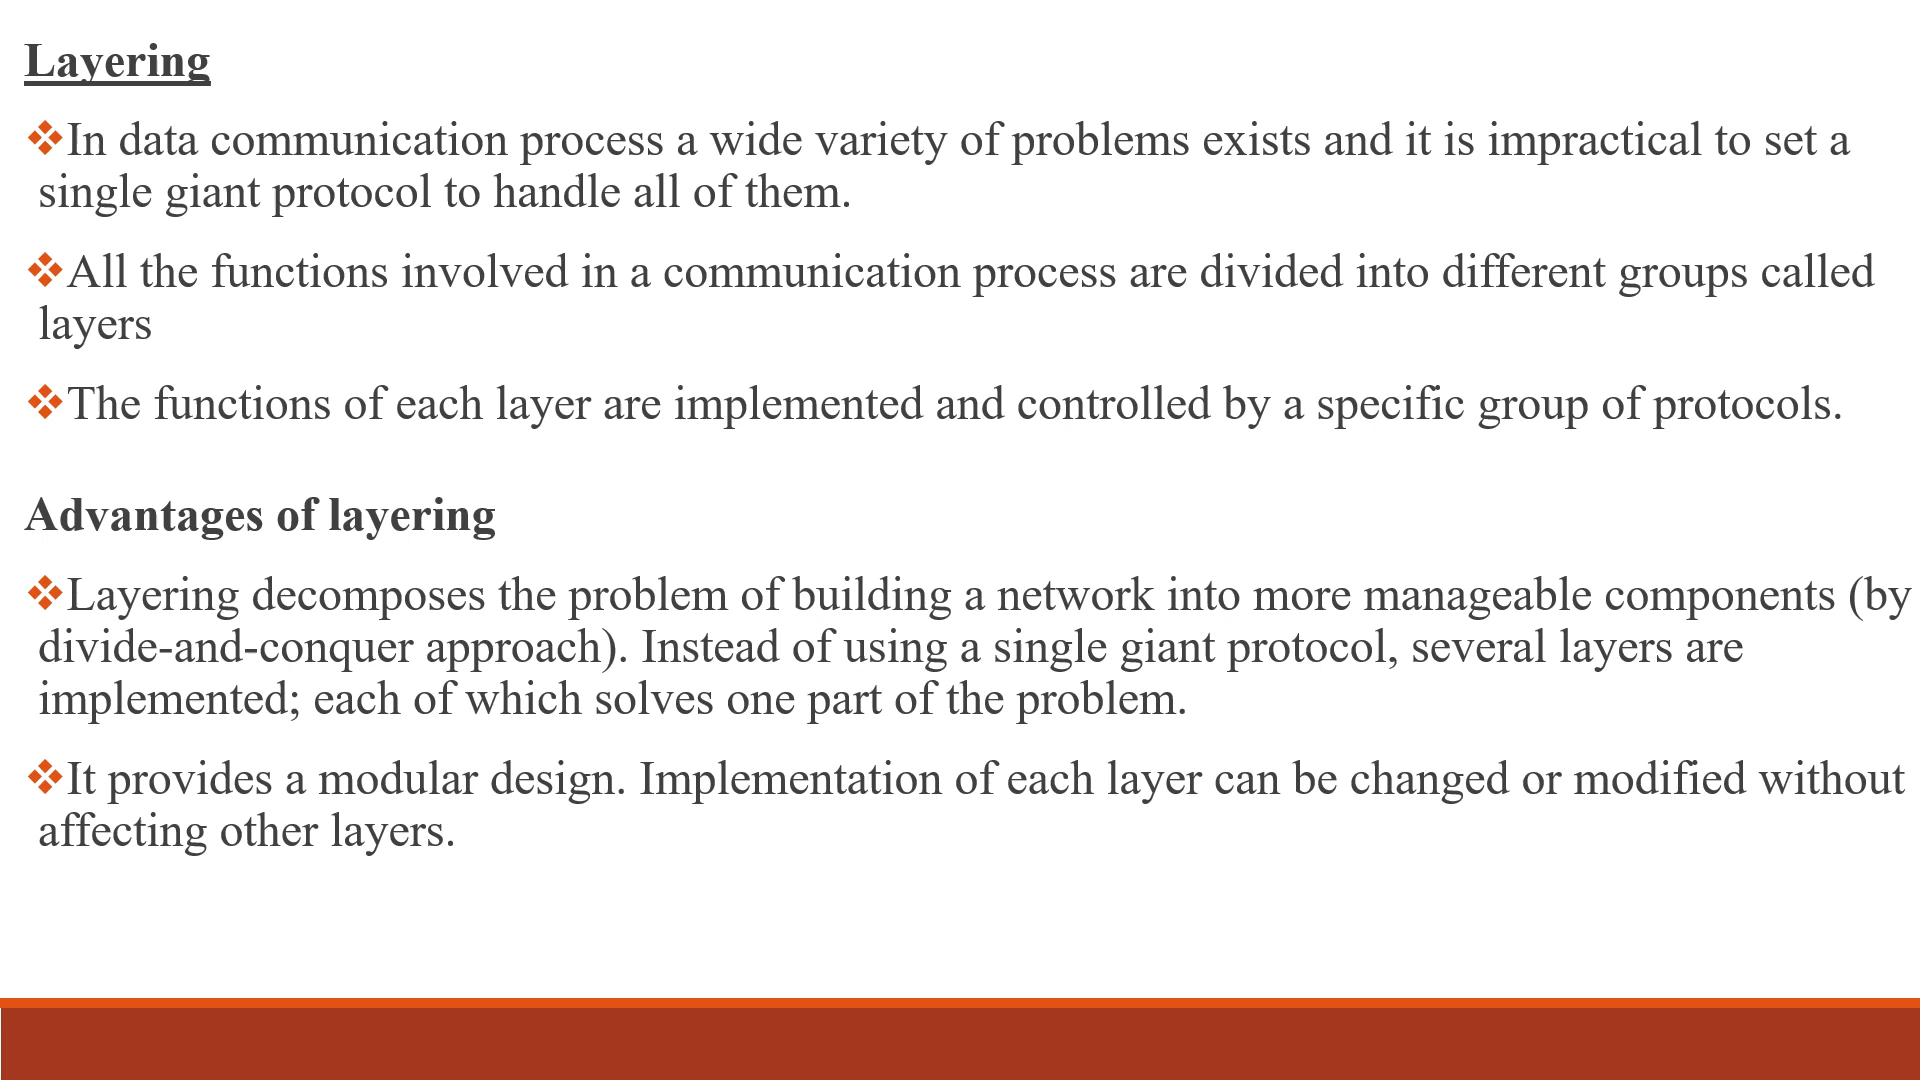 Layering
❖In data communication process a wide variety of problems exists and it is impractical to set a
single giant protocol to handle all of them.
❖All the functions involved in a communication process are divided into different groups called
layers
❖The functions of each layer are implemented and controlled by a specific group of protocols.
Advantages of layering
❖Layering decomposes the problem of building a network into more manageable components (by
divide-and-conquer approach). Instead of using a single giant protocol, several layers are
implemented; each of which solves one part of the problem.
❖It provides a modular design. Implementation of each layer can be changed or modified without
affecting other layers.